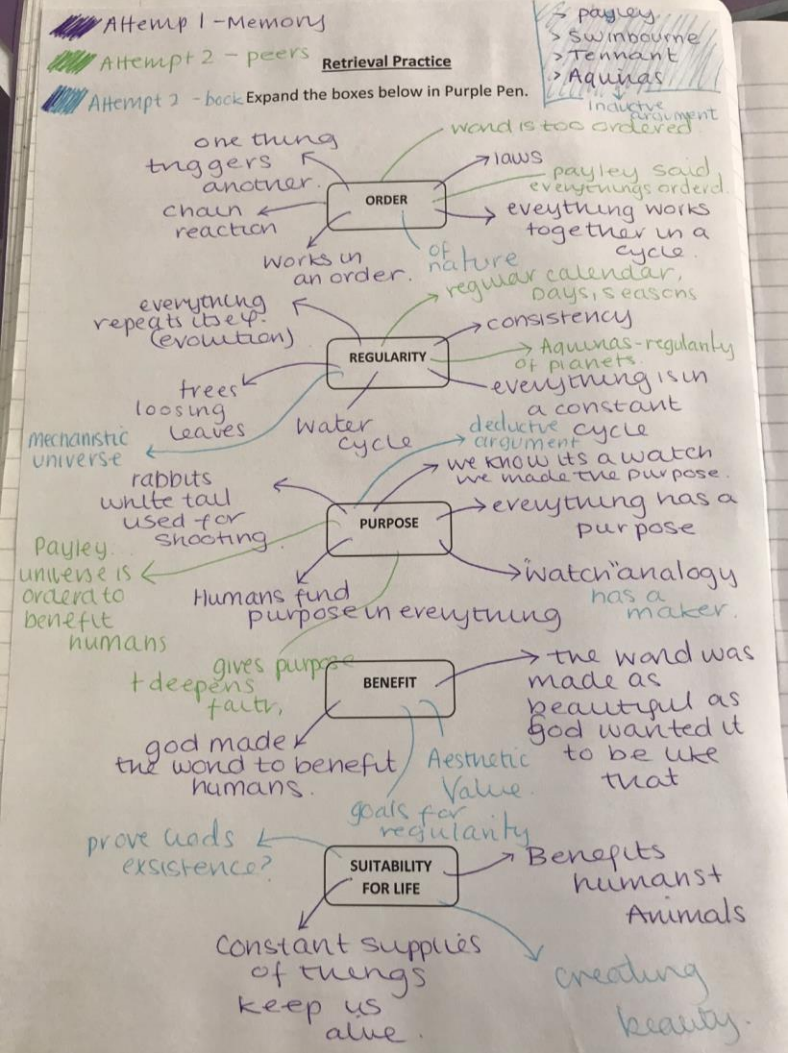 Attemp 1 - Memory
Attempt 2 - peers
Attempt 2 - book
Retrieval Practice
Expand the boxes below in Purple Pen.
> payley
> Swinbourne
> Tennant
> Aquinas
Inductive
argument
world is too ordered
one thing
triggers
another.
chain
reaction
works in
an order.
ORDER
of
nature
laws
payley said,
everythings orderd.
eveything works
together in a
cycle.
everything
repeats itself.
(evolution)
trees
loosing
leaves
mechanistic
universe
water
cycle
REGULARITY
regular calendar,
Days, seasons
consistency
Aquinas-regularity
of planets.
everything is in
a constant
cycle
deductive
argument
rabbits
white tail
used for
shooting.
Payley.
universe is
orderd to
benefit
humans
Humans find
purpose in everything
PURPOSE
we know its a watch
we made the purpose.
everything has a
purpose
"watch" analogy
has a
maker.
gives purpose
+ deepens
faith,
BENEFIT
god made
the world to benefit
humans.
the world was
made as
beautiful as
god wanted it
to be like
that
Aesthetic
Value.
goals for
regularity
prove Gods
exsistence?
SUITABILITY
FOR LIFE
Benefits
humans +
Animals
Constant supplies
of things
keep us
alive.
creating
beauty.